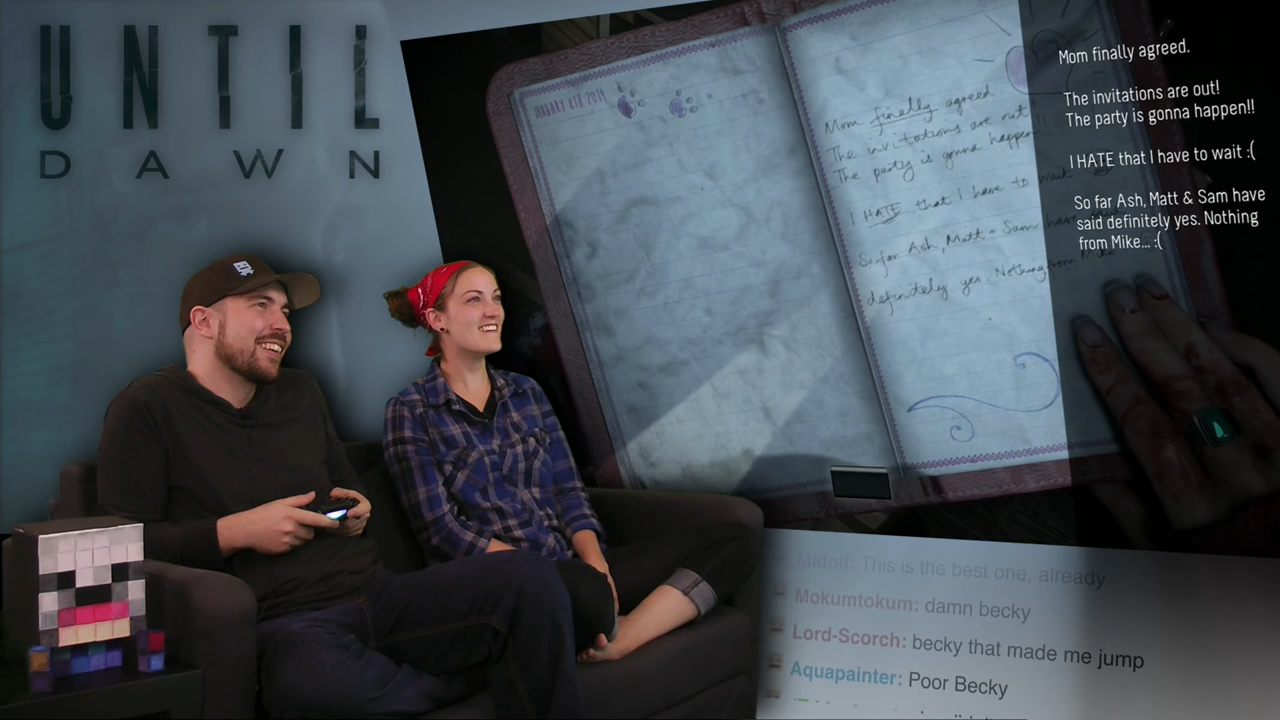 UNTIL
DAWN
JANUARY 8TH 2014
Mom finally agreed
The invitations are out!!
The party is gonna happen!!
I HATE that I have to wait
So far Ash, Matt + Sam have
definitely yes. Nothing from Mike
Mom finally agreed.
The invitations are out!
The party is gonna happen!!
I HATE that I have to wait :(
So far Ash, Matt & Sam have
said definitely yes. Nothing
from Mike... :(
Midolf: This is the best one, already
Mokumtokum: damn becky
Lord-Scorch: becky that made me jump
Aquapainter: Poor Becky